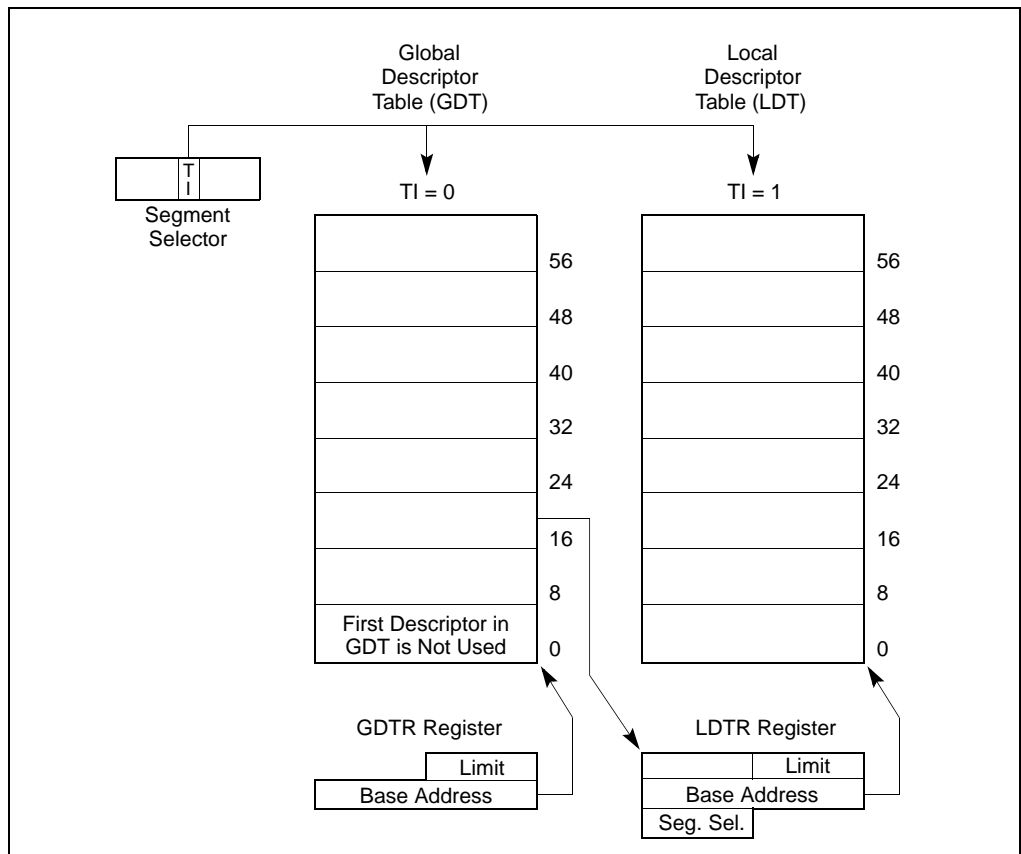 Global
Descriptor
Table (GDT)
Local
Descriptor
Table (LDT)
T
I
Segment
Selector
TI = 0
TI = 1
56
48
40
32
24
16
8
First Descriptor in
GDT is Not Used
0
56
48
40
32
24
16
8
0
GDTR Register
Limit
Base Address
LDTR Register
Limit
Base Address
Seg. Sel.